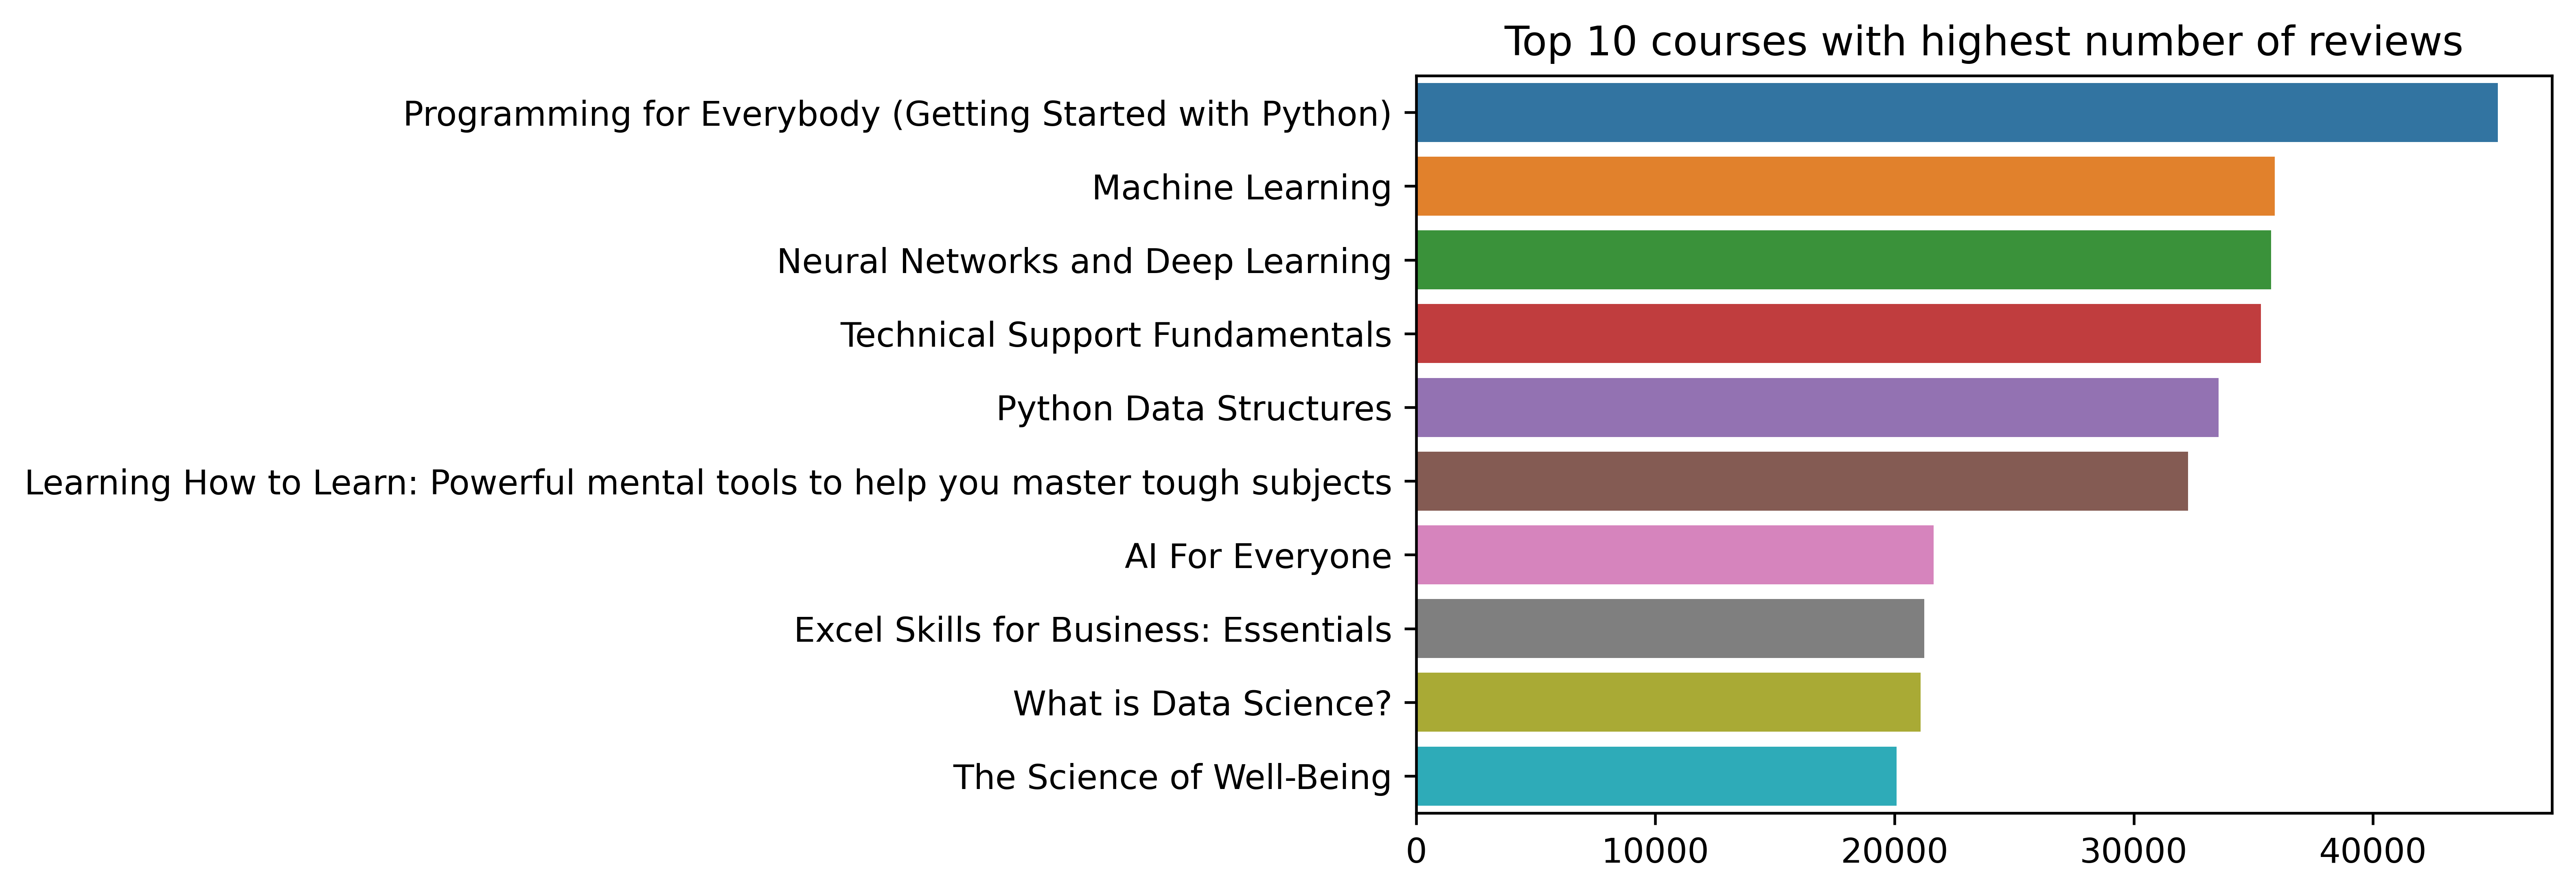 Top 10 courses with highest number of reviews
Programming for Everybody (Getting Started with Python)
Machine Learning
Neural Networks and Deep Learning
Technical Support Fundamentals
Python Data Structures
Learning How to Learn: Powerful mental tools to help you master tough subjects
AI For Everyone
Excel Skills for Business: Essentials
What is Data Science?
The Science of Well-Being
0 10000 20000 30000 40000